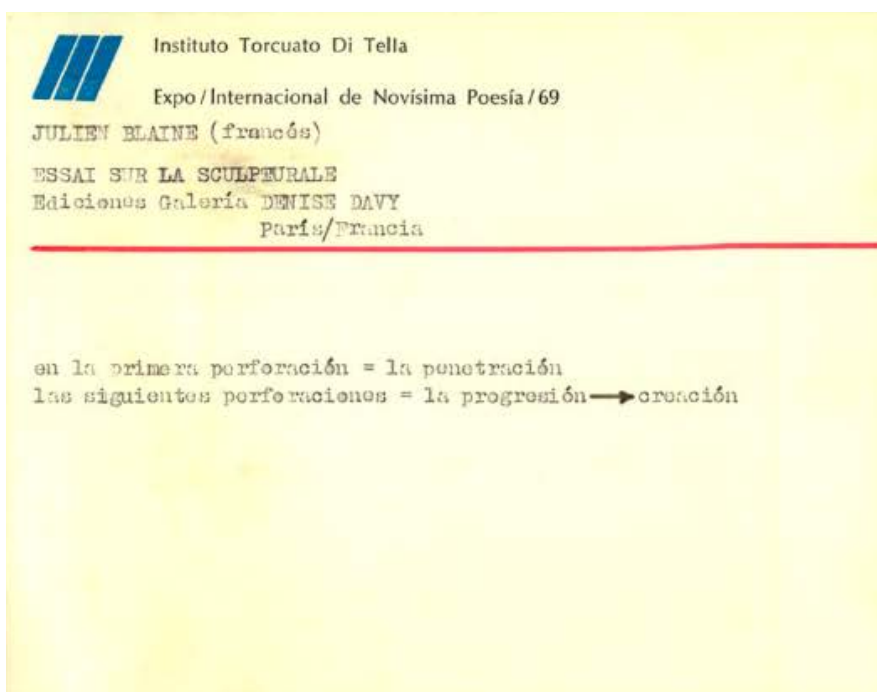 Instituto Torcuato Di Tella
Expo/Internacional de Novísima Poesía/69
JULIEN BLAINE (francés)
ESSAI SUR LA SCULPTURALE
Ediciones Galería DENISE DAVY
París/Francia
en la primera perforación = la penetración
las siguientes perforaciones = la progresión→creación